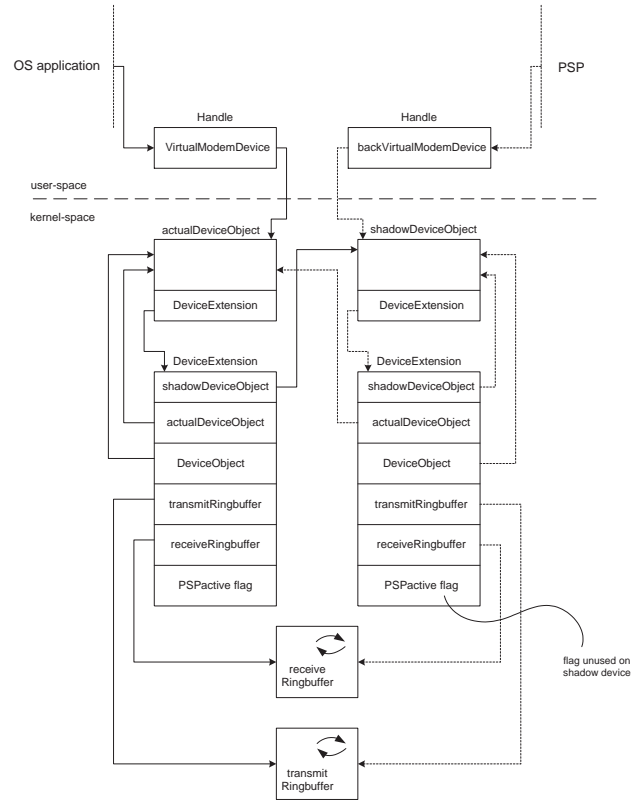 OS application
PSP
Handle
Handle
VirtualModemDevice
backVirtualModemDevice
user-space
kernel-space
actualDeviceObject
shadowDeviceObject
DeviceExtension
DeviceExtension
DeviceExtension
DeviceExtension
shadowDeviceObject
shadowDeviceObject
actualDeviceObject
actualDeviceObject
DeviceObject
DeviceObject
transmitRingbuffer
transmitRingbuffer
receiveRingbuffer
receiveRingbuffer
PSPactive flag
PSPactive flag
flag unused on
shadow device
receive
Ringbuffer
transmit
RingBuffer